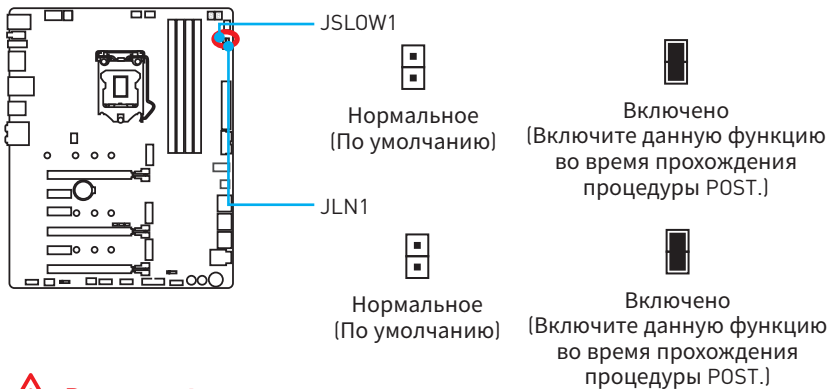 JSLOW1
Нормальное
(По умолчанию)
Включено
(Включите данную функцию
во время прохождения
процедуры POST.)
JLN1
Нормальное
(По умолчанию)
Включено
(Включите данную функцию
во время прохождения
процедуры POST.)